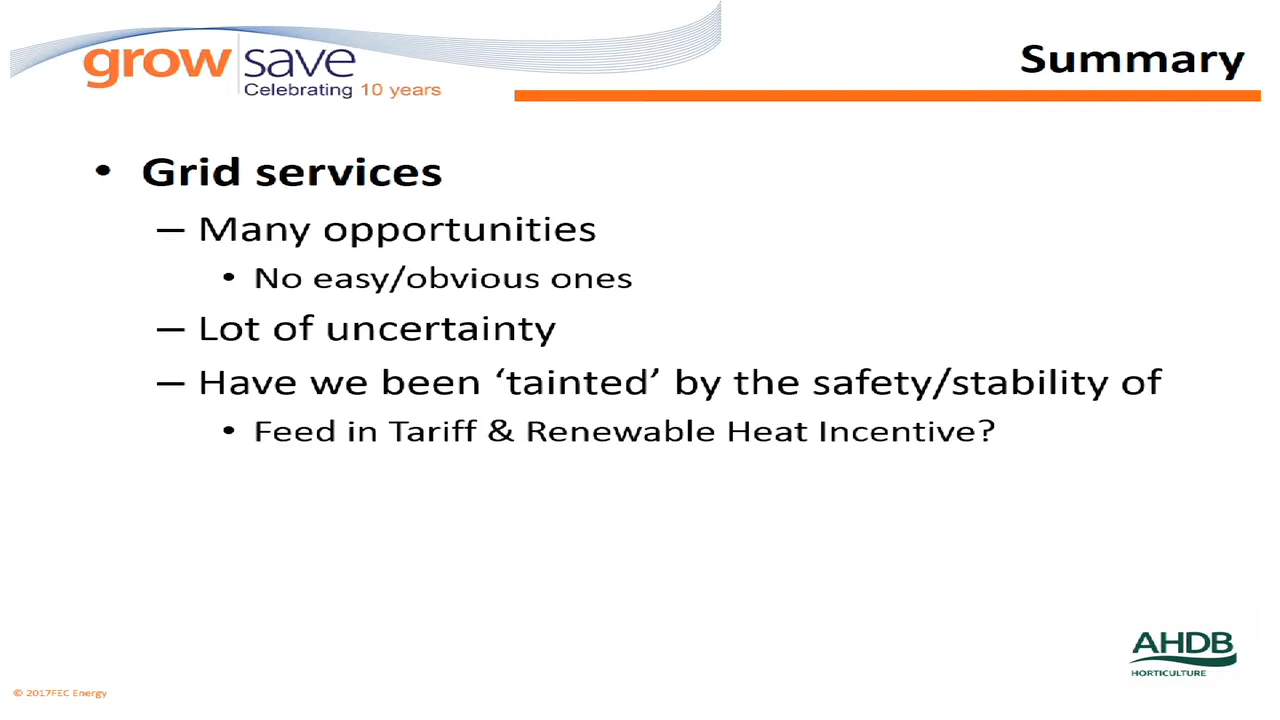 grow save
Celebrating 10 years
Summary
• Grid services
– Many opportunities
• No easy/obvious ones
– Lot of uncertainty
– Have we been ‘tainted’ by the safety/stability of
• Feed in Tariff & Renewable Heat Incentive?
AHDB
HORTICULTURE
© 2017FEC Energy